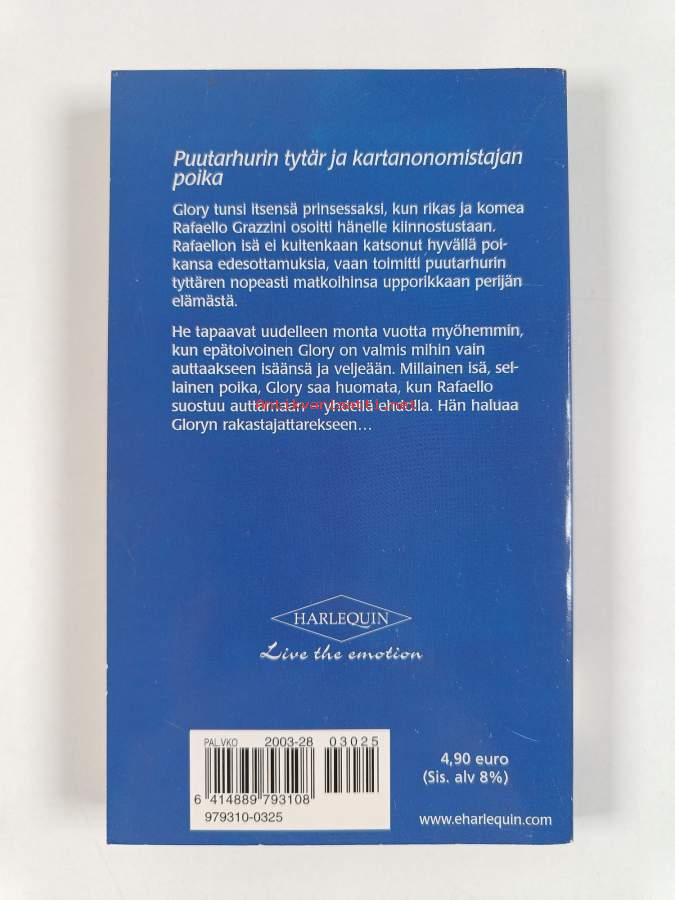 Puutarhurin tytär ja kartanonomistajan
poika
Glory tunsi itsensä prinsessaksi, kun rikas ja komea
Rafaello Grazzini osoitti hänelle kiinnostustaan.
Rafaellon isä ei kuitenkaan katsonut hyvällä poi-
kansa edesottamuksia, vaan toimitti puutarhurin
tyttären nopeasti matkoihinsa upporikkaan perijän
elämästä.
He tapaavat uudelleen monta vuotta myöhemmin,
kun epätoivoinen Glory on valmis mihin vain
auttaakseen isäänsä ja veljeään. Millainen isä, sel-
lainen poika, Glory saa huomata, kun Rafaello
suostuu auttamaan – yhdellä ehdolla. Hän haluaa
Gloryn rakastajattarekseen...
HARLEQUIN
Live the emotion
PAL.VKO 2003-28 03025
6 414889 793108
979310-0325
4,90 euro
(Sis. alv 8%)
www.eharlequin.com